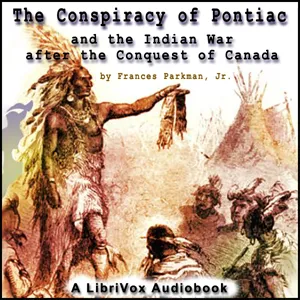 The Conspiracy of Pontiac
and the Indian War
after the Conquest of Canada
by Frances Parkman, Jr.
A LibriVox Audiobook